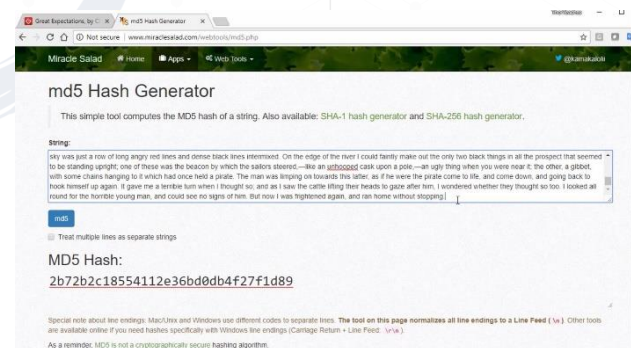 Great Expectations, by C
md5 Hash Generator
Not secure | www.miraclesalad.com/webtools/md5.php
Miracle Salad Home Apps Web Tools @kamakalolii
md5 Hash Generator
This simple tool computes the MD5 hash of a string. Also available: SHA-1 hash generator and SHA-256 hash generator.
String:
sky was just a row of long angry red lines and dense black lines intermixed. On the edge of the river I could faintly make out the only two black things in all the prospect that seemed
to be standing upright; one of these was the beacon by which the sailors steered,—like an unhooped cask upon a pole,—an ugly thing when you were near it; the other, a gibbet,
with some chains hanging to it which had once held a pirate. The man was limping on towards this latter, as if he were the pirate come to life, and come down, and going back to
hook himself up again. It gave me a terrible turn when I thought so; and as I saw the cattle lifting their heads to gaze after him, I wondered whether they thought so too. I looked all
round for the horrible young man, and could see no signs of him. But now I was frightened again, and ran home without stopping.
md5
Treat multiple lines as separate strings
MD5 Hash:
2b72b2c18554112e36bd0db4f27f1d89
Special note about line endings: Mac/Unix and Windows use different codes to separate lines. The tool on this page normalizes all line endings to a Line Feed ( \n ). Other tools
are available online if you need hashes specifically with Windows line endings (Carriage Return + Line Feed: \r\n ).
As a reminder, MD5 is not a cryptographically secure hashing algorithm.